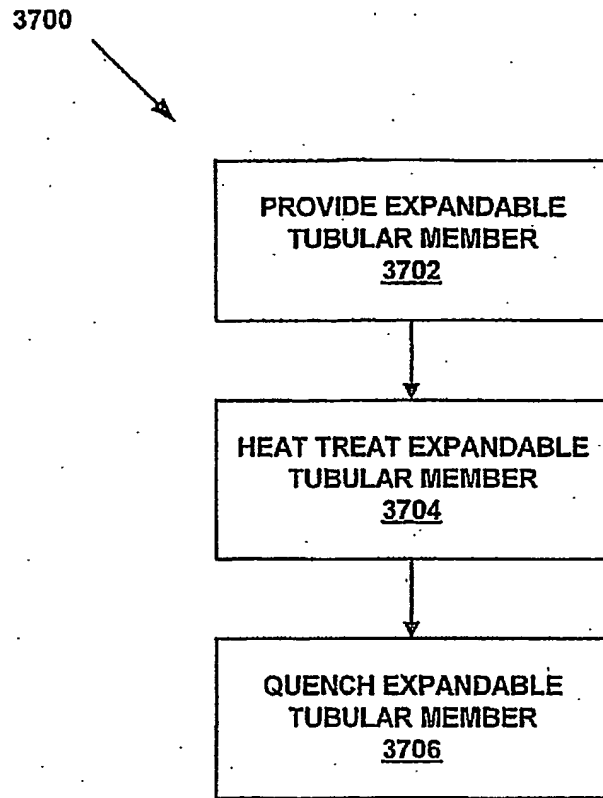 3700
PROVIDE EXPANDABLE
TUBULAR MEMBER
3702
HEAT TREAT EXPANDABLE
TUBULAR MEMBER
3704
QUENCH EXPANDABLE
TUBULAR MEMBER
3706